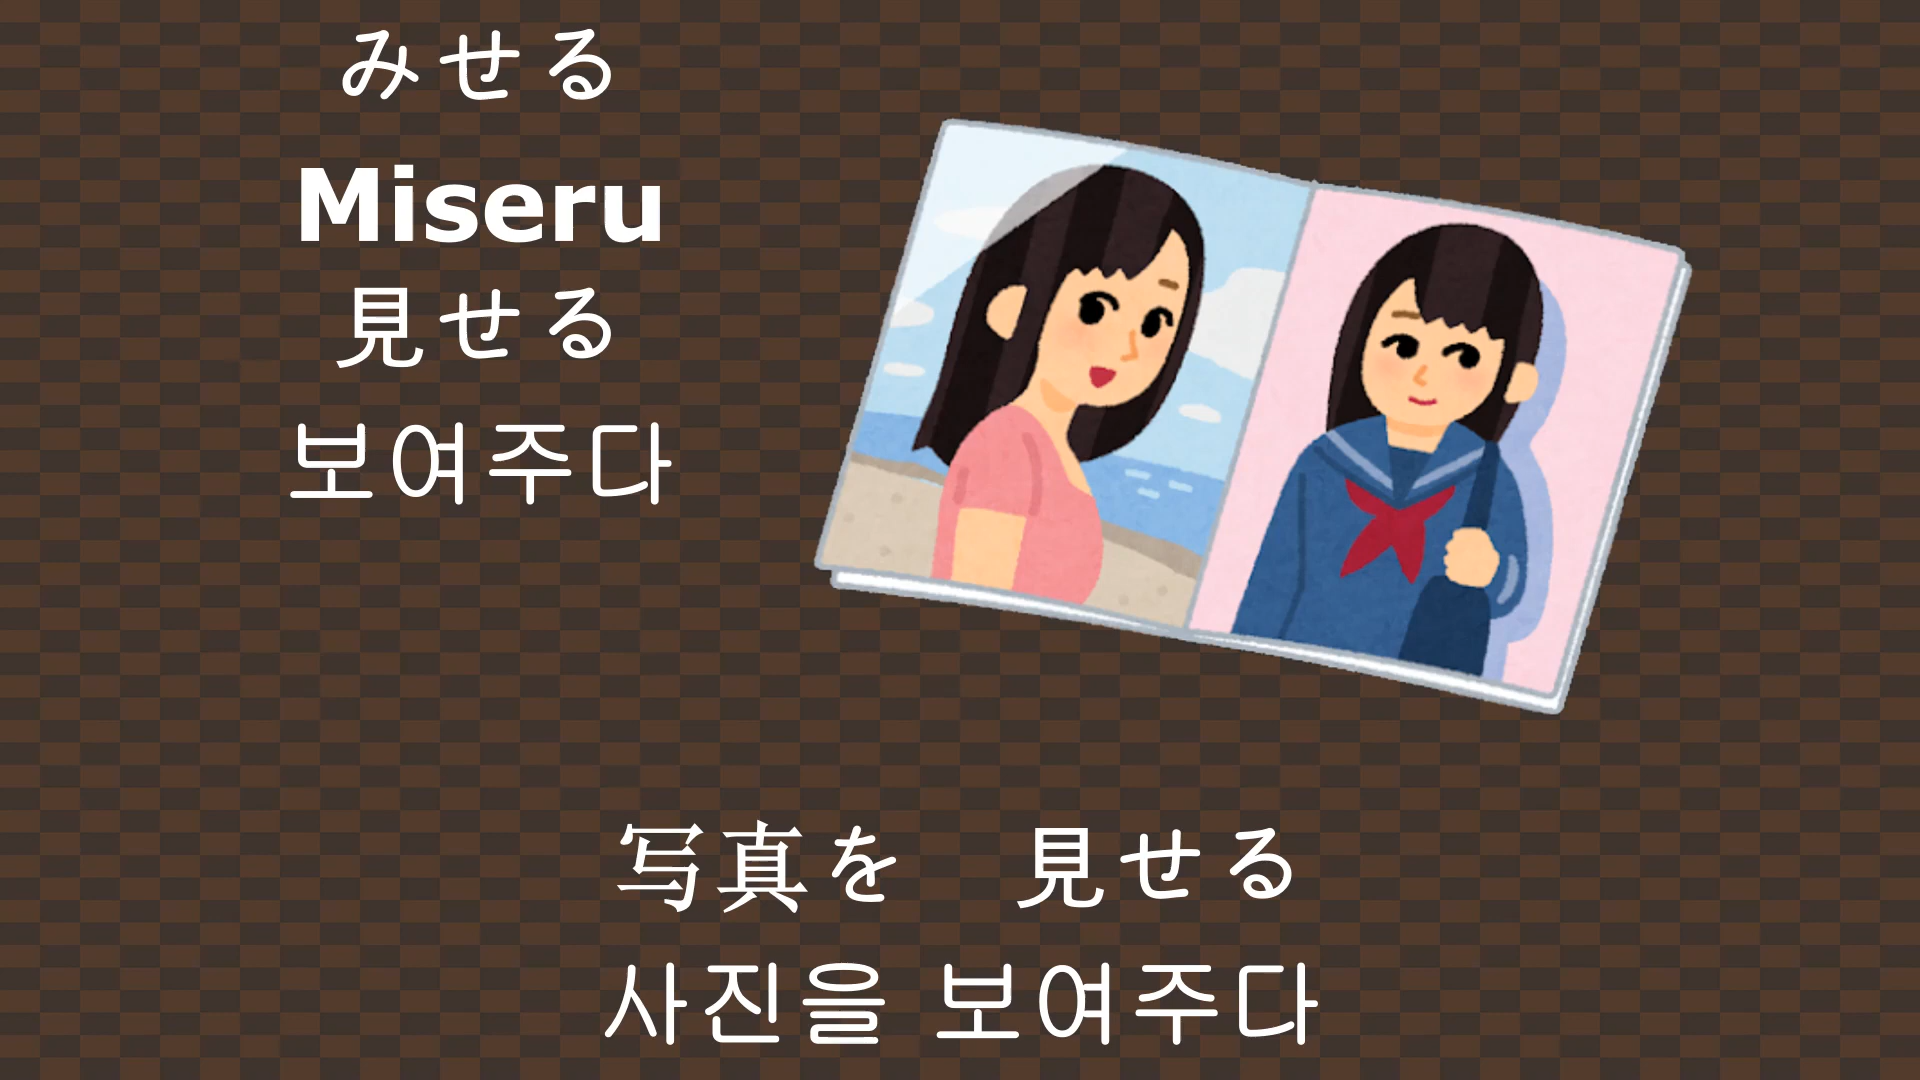 みせる
Miseru
見せる
보여주다
写真を　見せる
사진을 보여주다